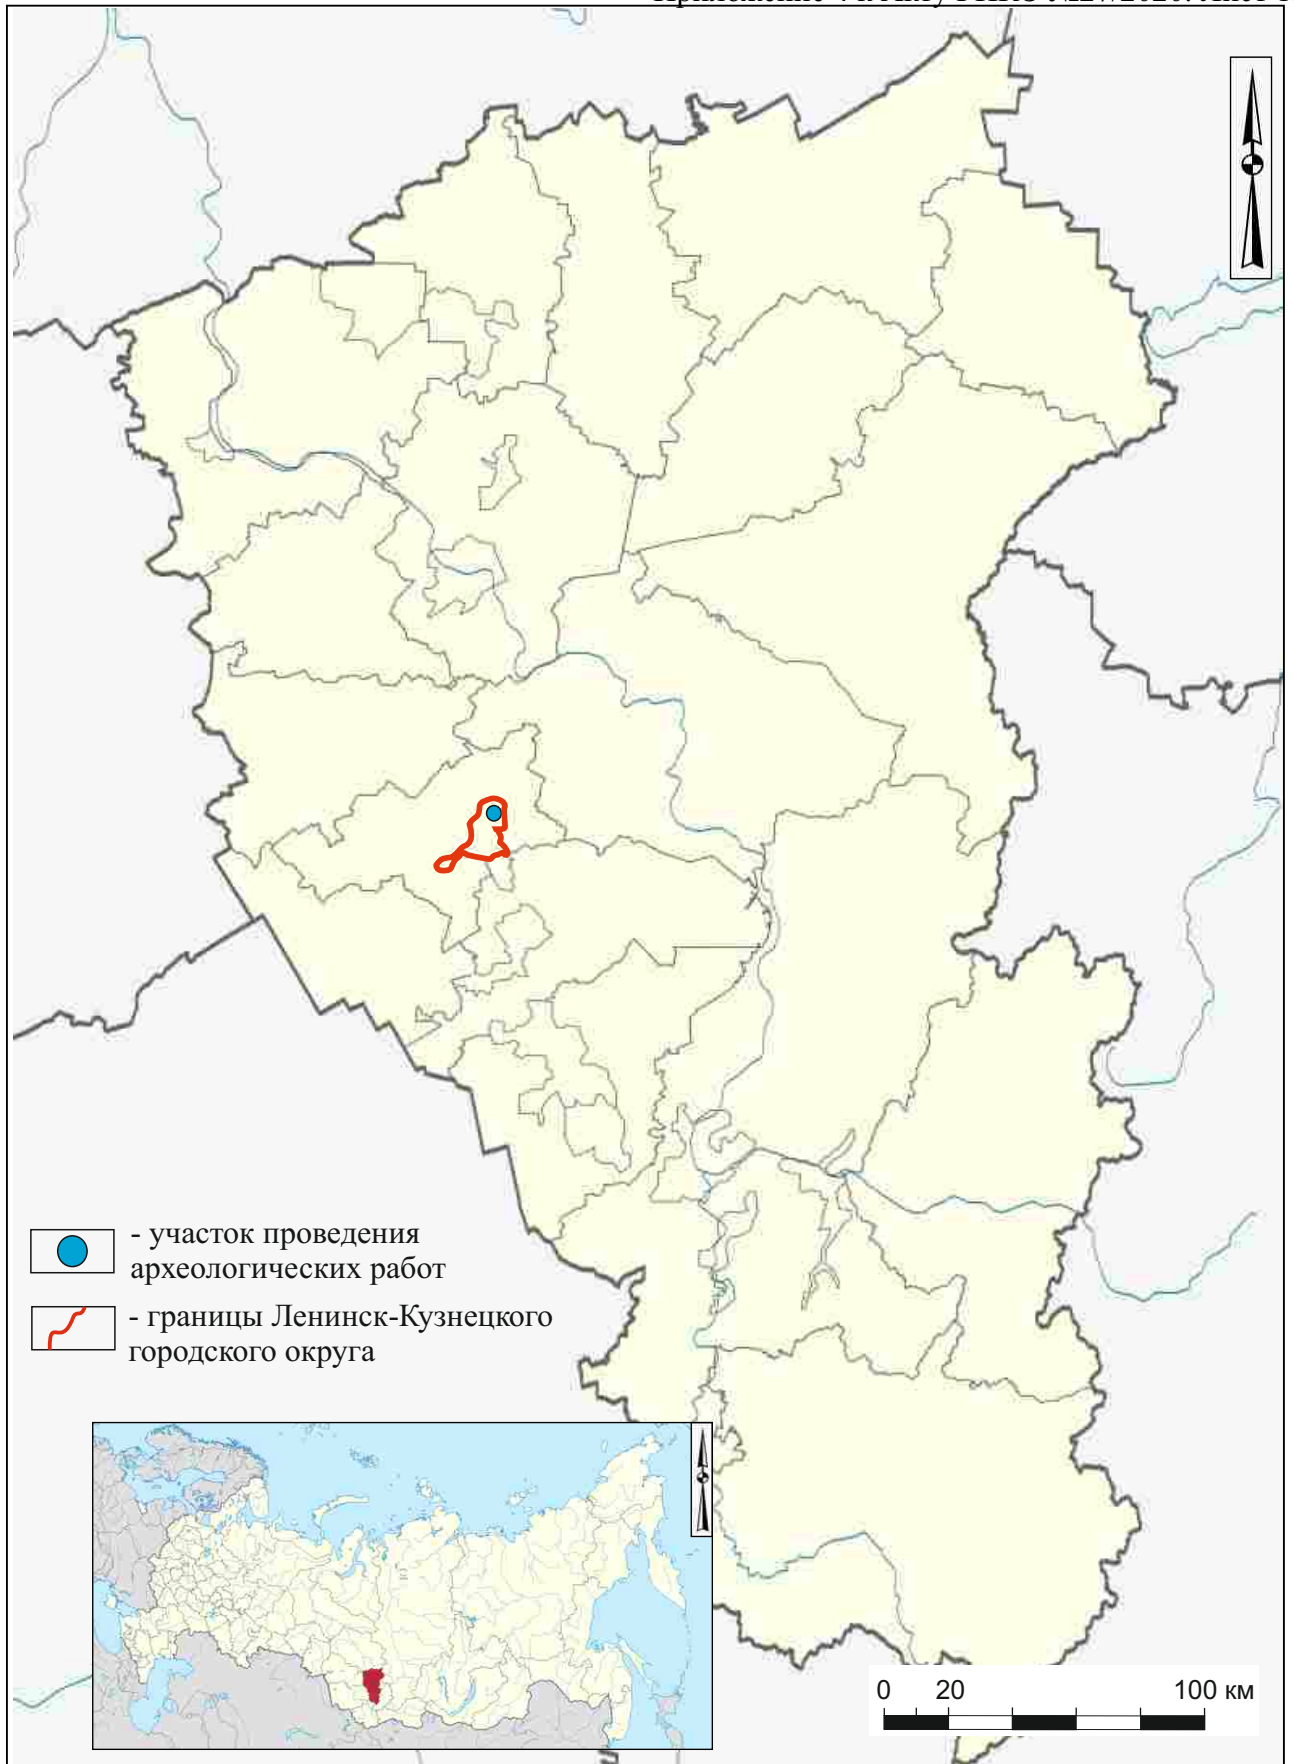 - участок проведения
археологических работ
- границы Ленинск-Кузнецкого
городского округа
0 20 100 км